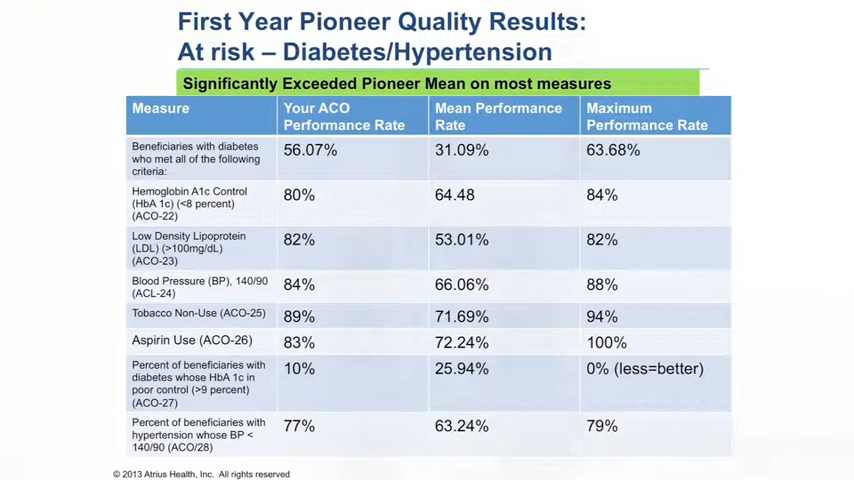 First Year Pioneer Quality Results:
At risk – Diabetes/Hypertension
Significantly Exceeded Pioneer Mean on most measures
Measure
Your ACO
Performance Rate
Mean Performance
Rate
Maximum
Performance Rate
Beneficiaries with diabetes
who met all of the following
criteria:
56.07%
31.09%
63.68%
Hemoglobin A1c Control
(HbA 1c) (<8 percent)
(ACO-22)
80%
64.48
84%
Low Density Lipoprotein
(LDL) (>100mg/dL)
(ACO-23)
82%
53.01%
82%
Blood Pressure (BP), 140/90
(ACL-24)
84%
66.06%
88%
Tobacco Non-Use (ACO-25)
89%
71.69%
94%
Aspirin Use (ACO-26)
83%
72.24%
100%
Percent of beneficiaries with
diabetes whose HbA 1c in
poor control (>9 percent)
(ACO-27)
10%
25.94%
0% (less=better)
Percent of beneficiaries with
hypertension whose BP <
140/90 (ACO/28)
77%
63.24%
79%
© 2013 Atrius Health, Inc. All rights reserved